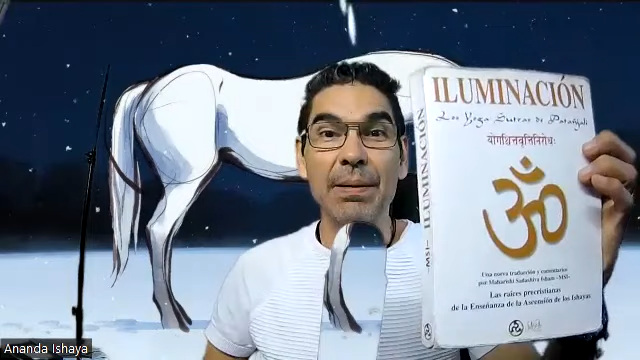 ILUMINACIÓN
Los Yoga Sutras de Patañjali
योगश्चित्तवृत्तिनिरोधः
ॐ
Una nueva traducción y comentarios
por Maharishi Sadashiva Isham -MSI-
Las raíces precristianas
de la Enseñanza de la Ascensión de los Ishayas
ILUMINACIÓN
MSI
Ananda Ishaya